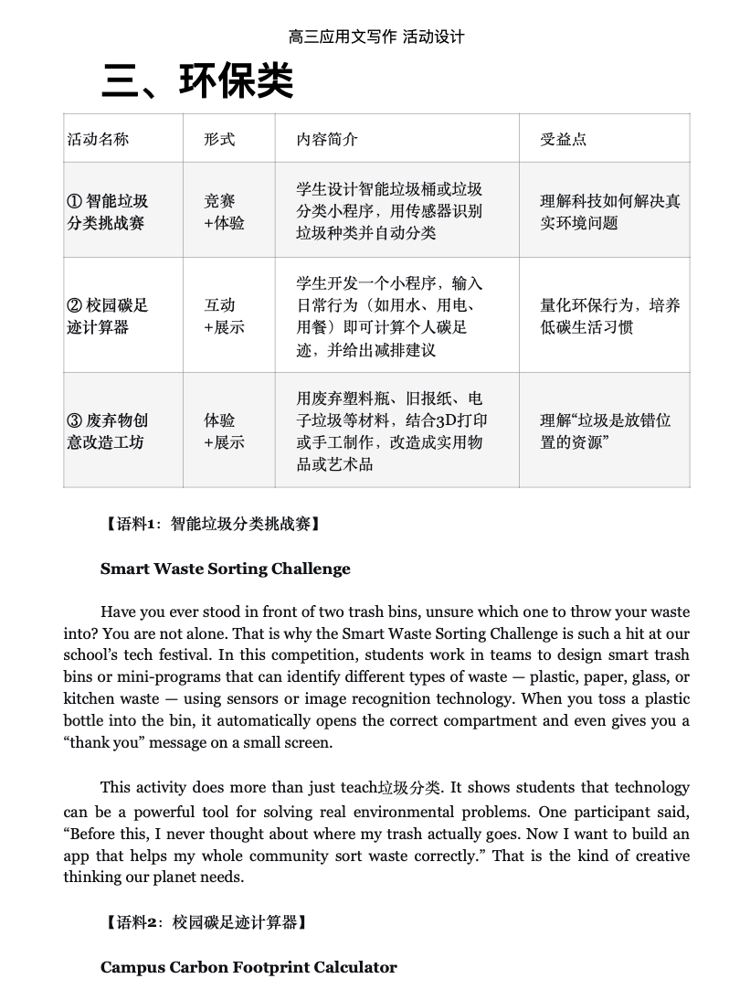 高三应用文写作 活动设计
三、环保类
活动名称
形式
内容简介
受益点
① 智能垃圾
分类挑战赛
竞赛
+体验
学生设计智能垃圾桶或垃圾
分类小程序，用传感器识别
垃圾种类并自动分类
理解科技如何解决真
实环境问题
② 校园碳足
迹计算器
互动
+展示
学生开发一个小程序，输入
日常行为（如用水、用电、
用餐）即可计算个人碳足
迹，并给出减排建议
量化环保行为，培养
低碳生活习惯
③ 废弃物创
意改造工坊
体验
+展示
用废弃塑料瓶、旧报纸、电
子垃圾等材料，结合3D打印
或手工制作，改造成实用物
品或艺术品
理解“垃圾是放错位
置的资源”
【语料1：智能垃圾分类挑战赛】
Smart Waste Sorting Challenge
Have you ever stood in front of two trash bins, unsure which one to throw your waste
into? You are not alone. That is why the Smart Waste Sorting Challenge is such a hit at our
school’s tech festival. In this competition, students work in teams to design smart trash
bins or mini-programs that can identify different types of waste — plastic, paper, glass, or
kitchen waste — using sensors or image recognition technology. When you toss a plastic
bottle into the bin, it automatically opens the correct compartment and even gives you a
“thank you” message on a small screen.
This activity does more than just teach垃圾分类. It shows students that technology
can be a powerful tool for solving real environmental problems. One participant said,
“Before this, I never thought about where my trash actually goes. Now I want to build an
app that helps my whole community sort waste correctly.” That is the kind of creative
thinking our planet needs.
【语料2：校园碳足迹计算器】
Campus Carbon Footprint Calculator